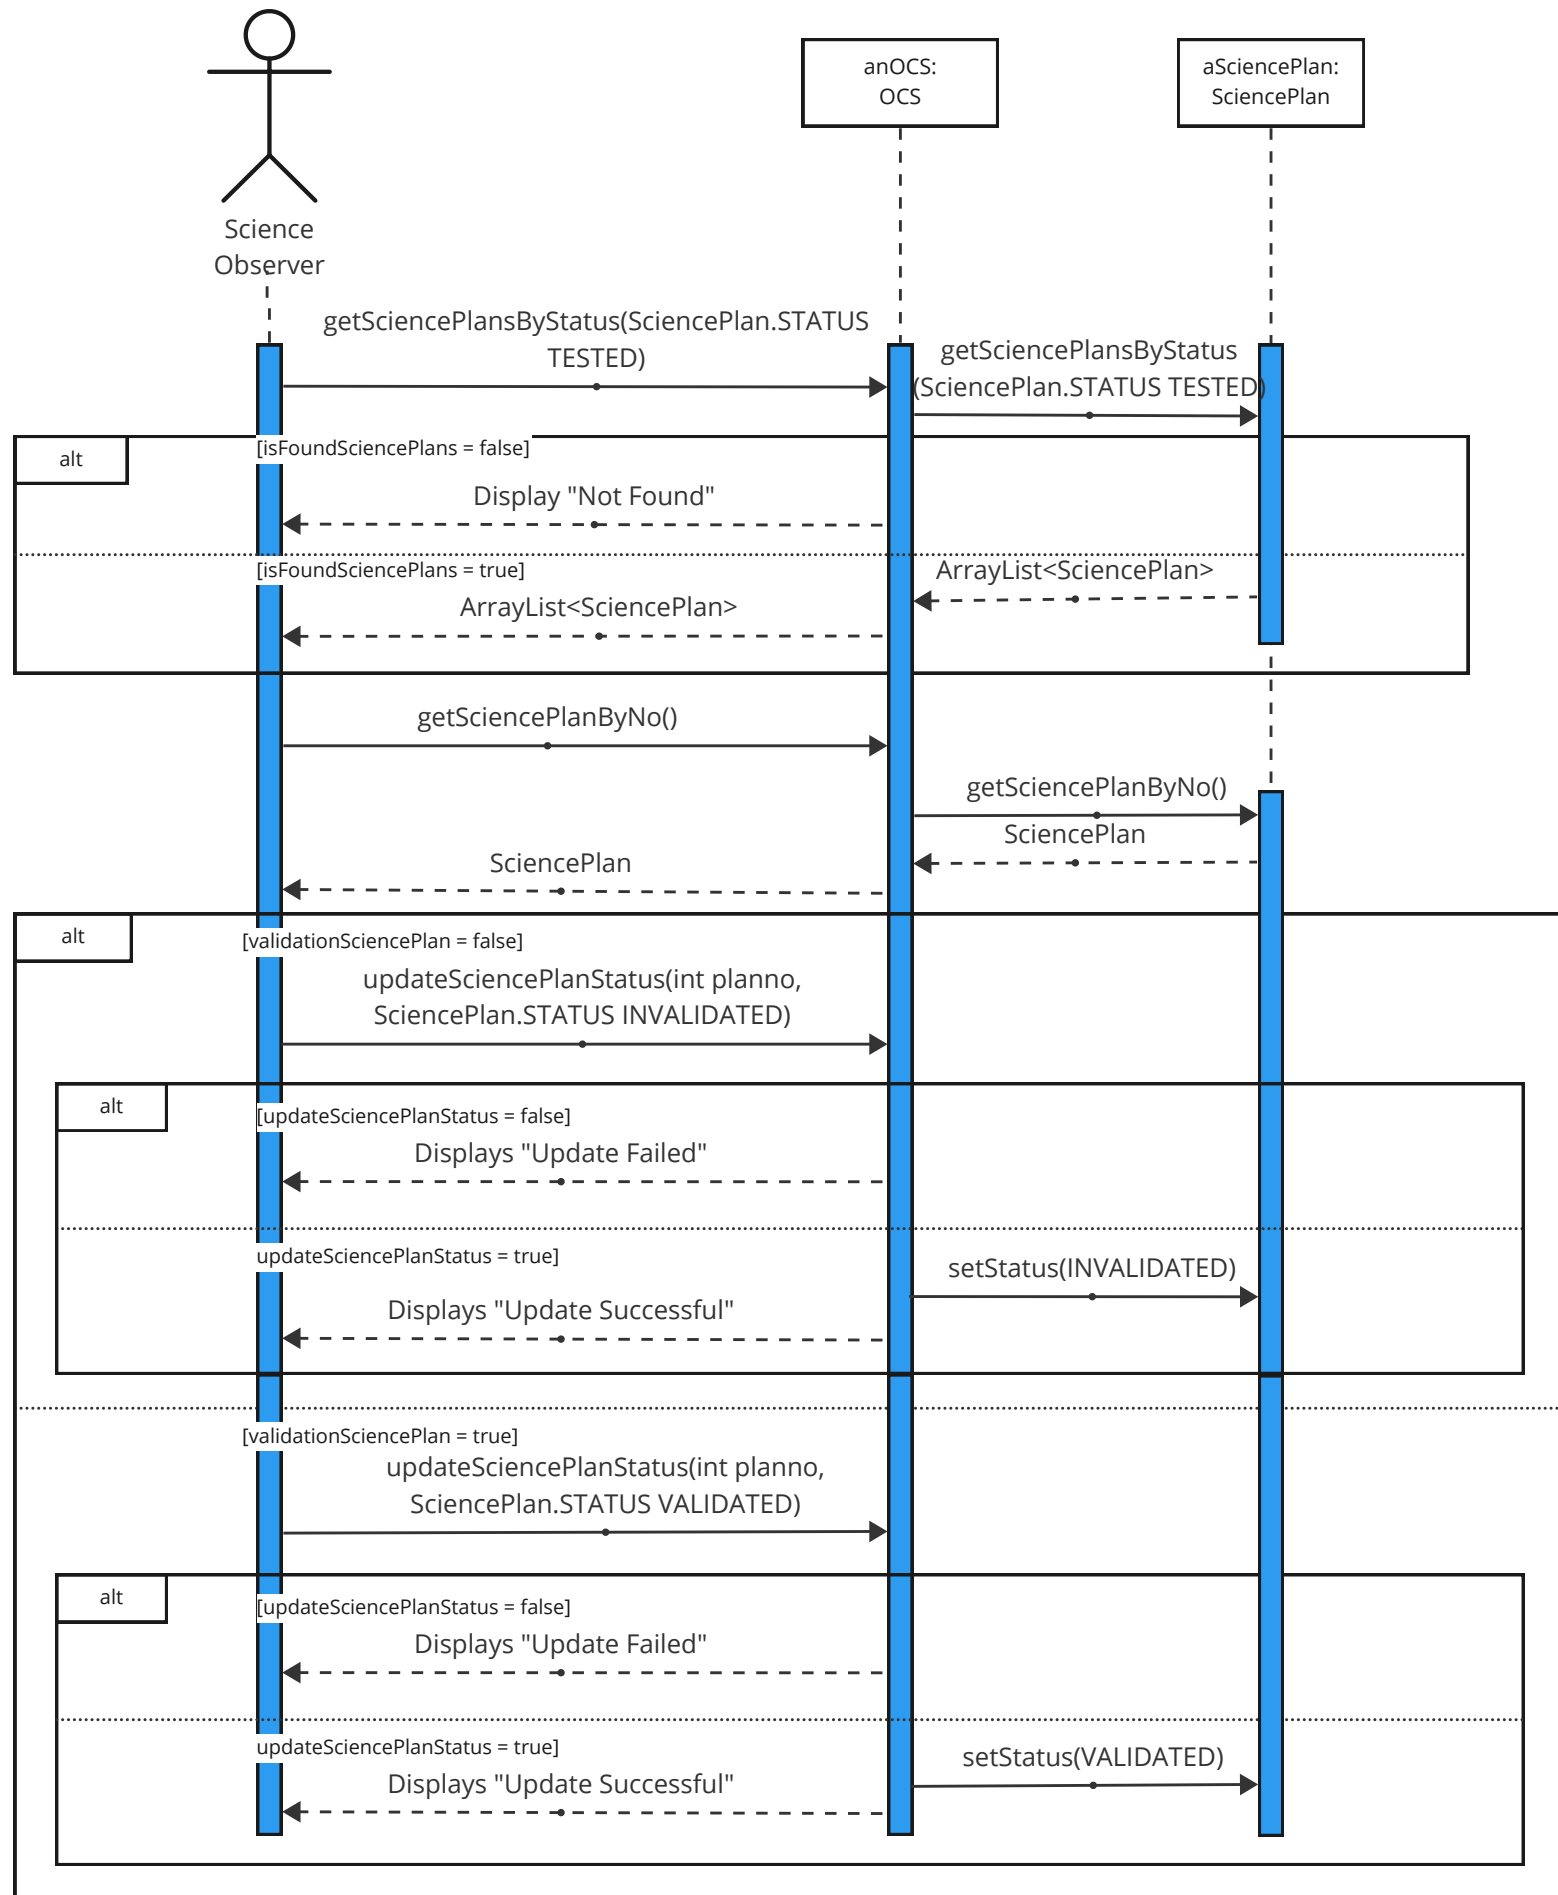 anOCS:
OCS
aSciencePlan:
SciencePlan
Science
Observer
getSciencePlansByStatus(SciencePlan.STATUS
TESTED)
getSciencePlansByStatus
(SciencePlan.STATUS TESTED)
alt
[isFoundSciencePlans = false]
Display "Not Found"
[isFoundSciencePlans = true]
ArrayList<SciencePlan>
ArrayList<SciencePlan>
getSciencePlanByNo()
getSciencePlanByNo()
SciencePlan
SciencePlan
alt
[validationSciencePlan = false]
updateSciencePlanStatus(int planno,
SciencePlan.STATUS INVALIDATED)
alt
[updateSciencePlanStatus = false]
Displays "Update Failed"
updateSciencePlanStatus = true]
setStatus(INVALIDATED)
Displays "Update Successful"
[validationSciencePlan = true]
updateSciencePlanStatus(int planno,
SciencePlan.STATUS VALIDATED)
alt
[updateSciencePlanStatus = false]
Displays "Update Failed"
updateSciencePlanStatus = true]
setStatus(VALIDATED)
Displays "Update Successful"